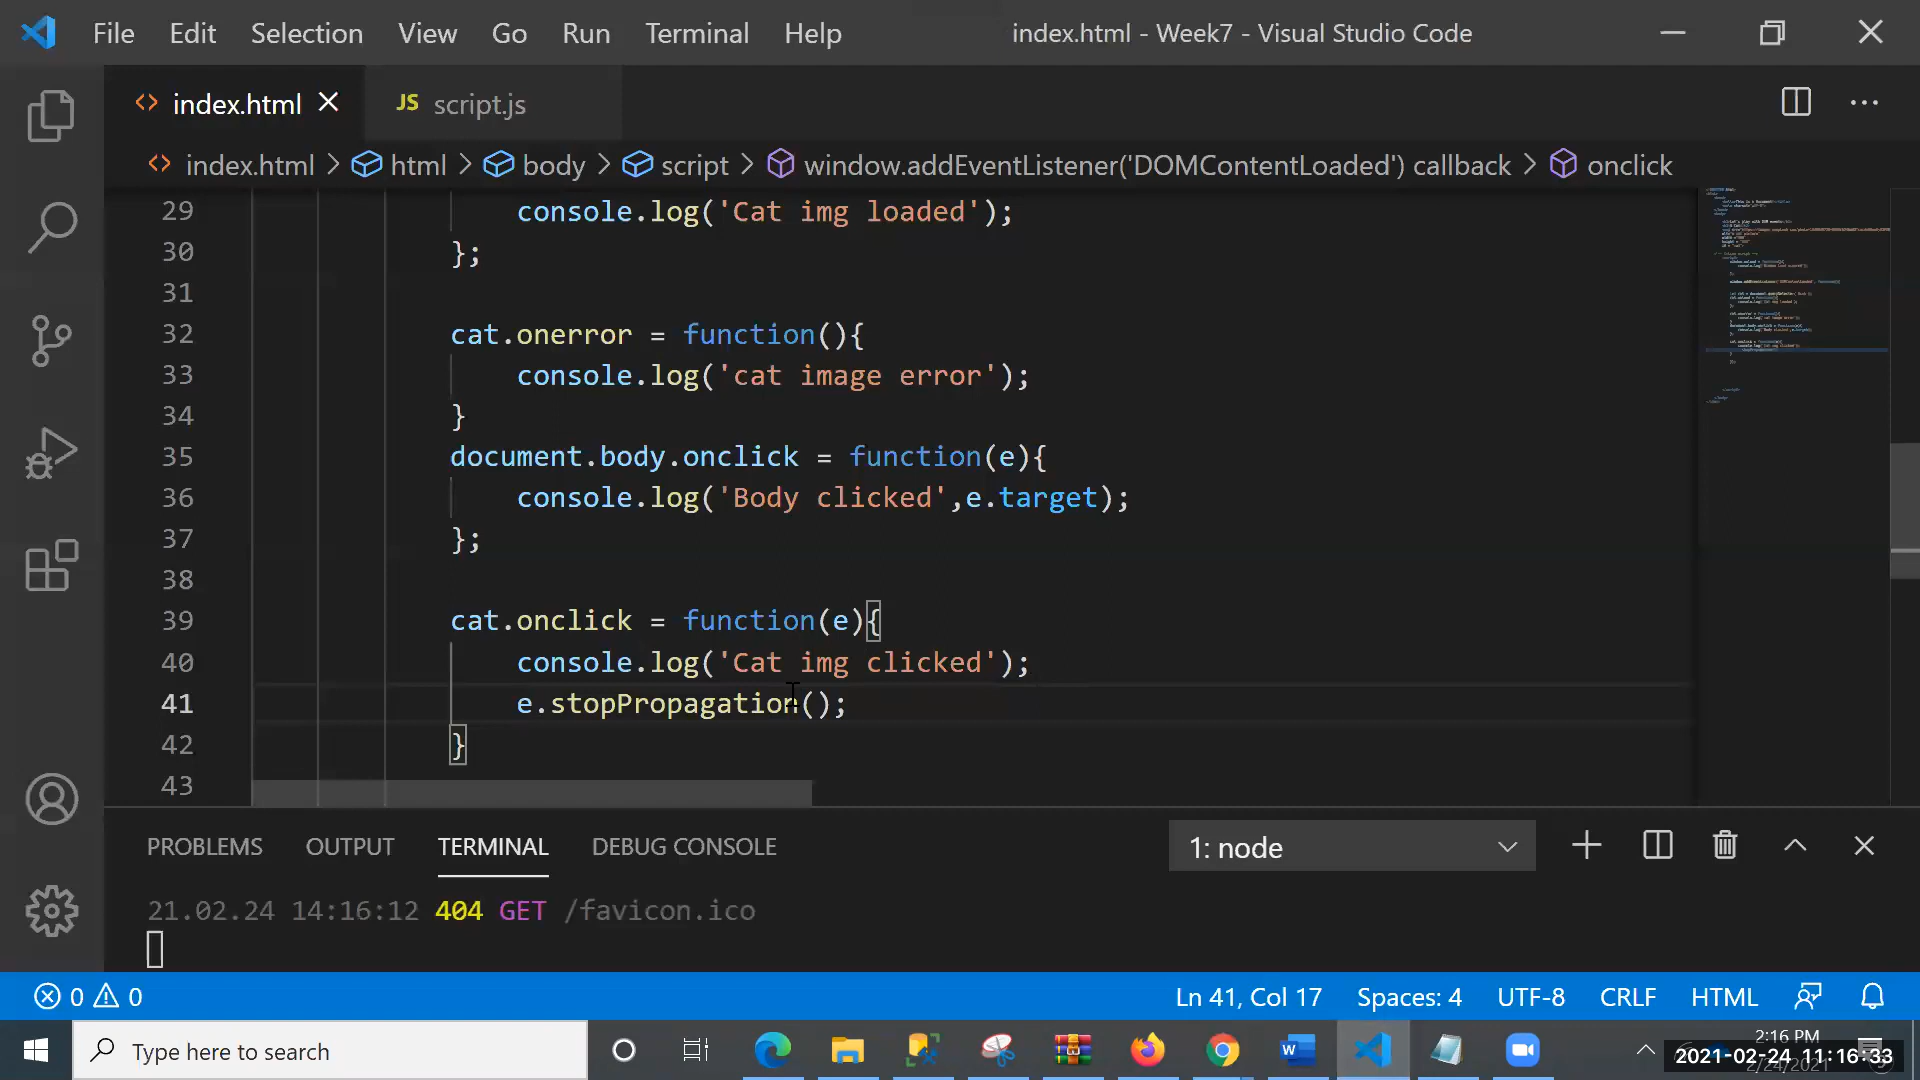 File Edit Selection View Go Run Terminal Help index.html - Week7 - Visual Studio Code
index.html JS script.js
index.html > html > body > script > window.addEventListener('DOMContentLoaded') callback > onclick
29 console.log('Cat img loaded');
30 };
31
32 cat.onerror = function(){
33 console.log('cat image error');
34 }
35 document.body.onclick = function(e){
36 console.log('Body clicked',e.target);
37 };
38
39 cat.onclick = function(e){
40 console.log('Cat img clicked');
41 e.stopPropagation();
42 }
43
PROBLEMS OUTPUT TERMINAL DEBUG CONSOLE 1: node
21.02.24 14:16:12 404 GET /favicon.ico
0 0 Ln 41, Col 17 Spaces: 4 UTF-8 CRLF HTML
Type here to search
2:16 PM
2021-02-24 11:16:33